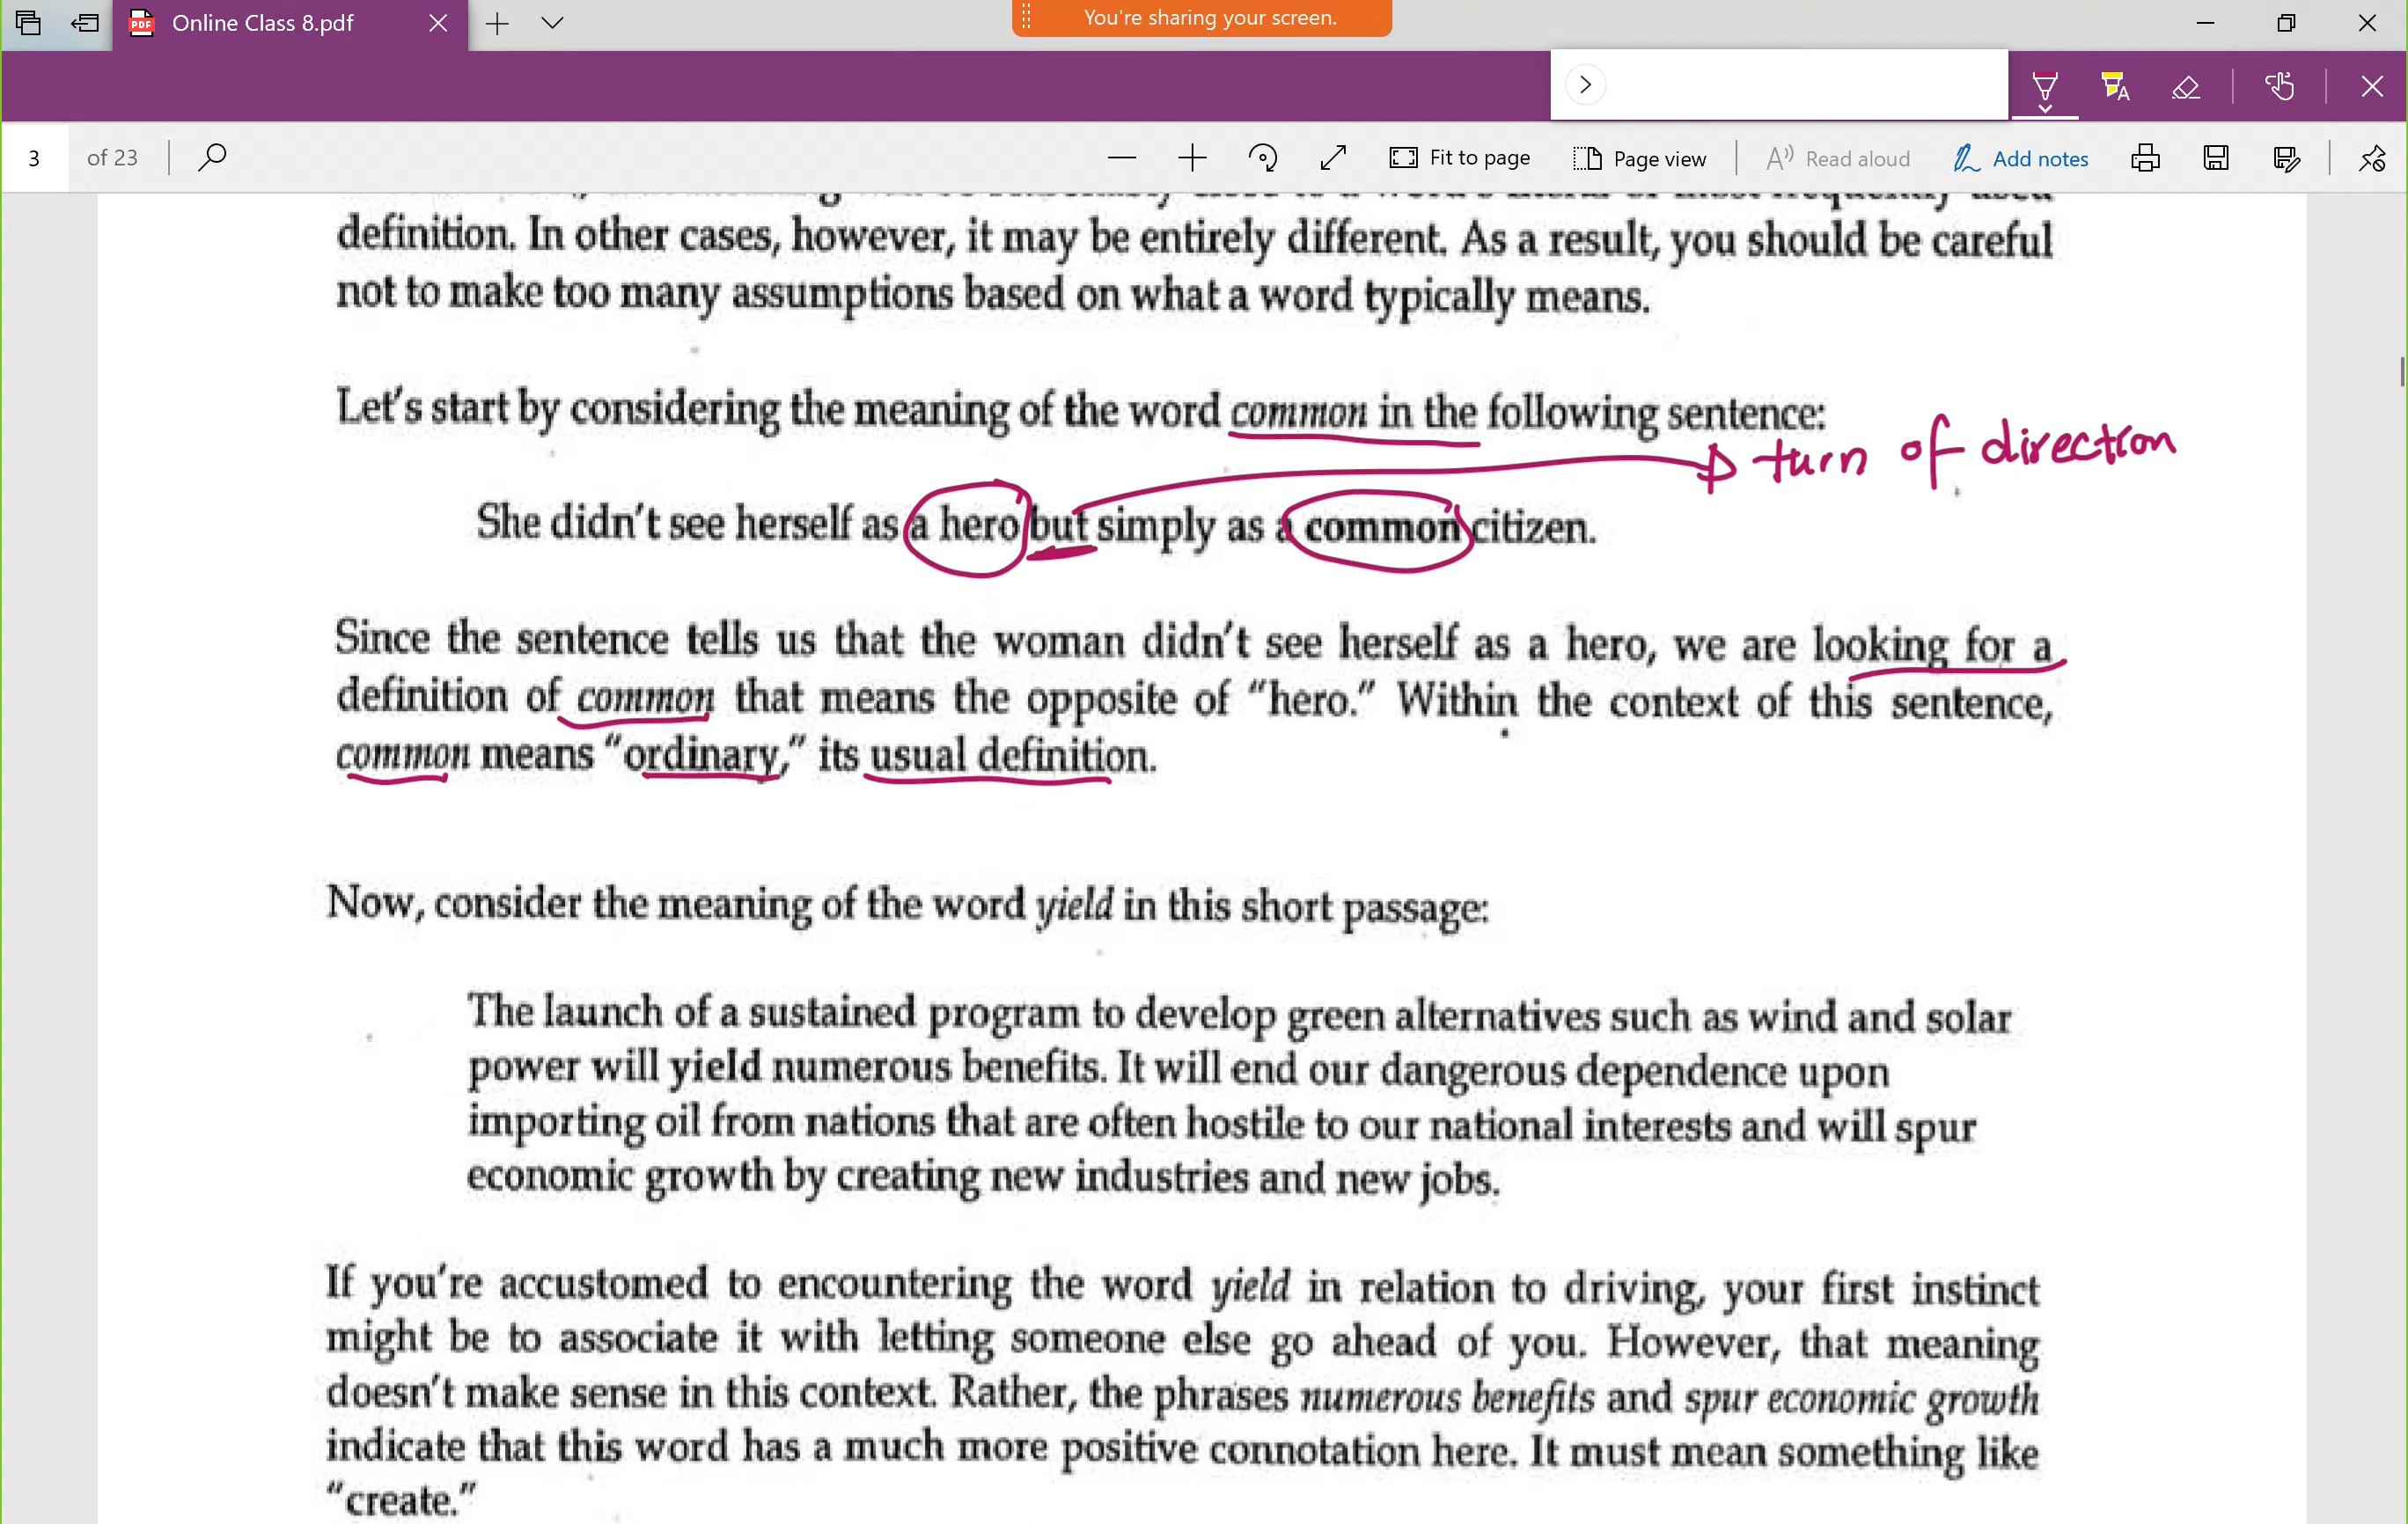 Online Class 8.pdf
You're sharing your screen.
3 of 23
Fit to page
Page view
Read aloud
Add notes
definition. In other cases, however, it may be entirely different. As a result, you should be careful
not to make too many assumptions based on what a word typically means.
Let's start by considering the meaning of the word common in the following sentence:
turn of direction
She didn't see herself as a hero but simply as a common citizen.
Since the sentence tells us that the woman didn't see herself as a hero, we are looking for a
definition of common that means the opposite of "hero." Within the context of this sentence,
common means "ordinary," its usual definition.
Now, consider the meaning of the word yield in this short passage:
The launch of a sustained program to develop green alternatives such as wind and solar
power will yield numerous benefits. It will end our dangerous dependence upon
importing oil from nations that are often hostile to our national interests and will spur
economic growth by creating new industries and new jobs.
If you're accustomed to encountering the word yield in relation to driving, your first instinct
might be to associate it with letting someone else go ahead of you. However, that meaning
doesn't make sense in this context. Rather, the phrases numerous benefits and spur economic growth
indicate that this word has a much more positive connotation here. It must mean something like
"create."